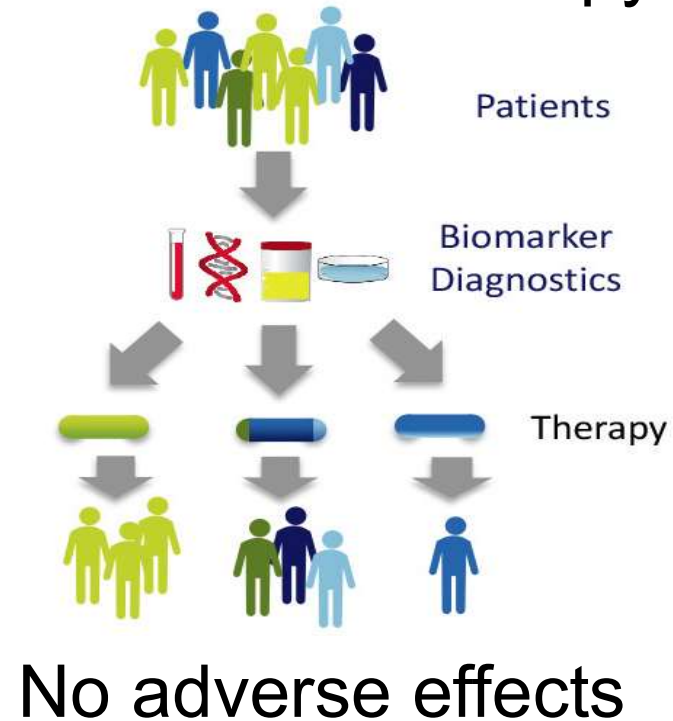 Patients
Biomarker
Diagnostics
Therapy
No adverse effects